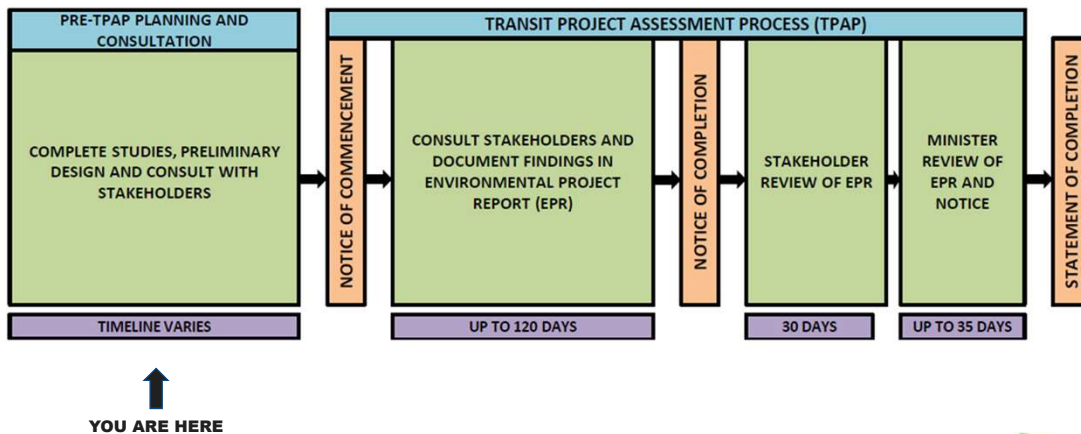 PRE-TPAP PLANNING AND
CONSULTATION
TRANSIT PROJECT ASSESSMENT PROCESS (TPAP)
COMPLETE STUDIES, PRELIMINARY
DESIGN AND CONSULT WITH
STAKEHOLDERS
NOTICE OF COMMENCEMENT
CONSULT STAKEHOLDERS AND
DOCUMENT FINDINGS IN
ENVIRONMENTAL PROJECT
REPORT (EPR)
NOTICE OF COMPLETION
STAKEHOLDER
REVIEW OF EPR
MINISTER
REVIEW OF
EPR AND
NOTICE
STATEMENT OF COMPLETION
TIMELINE VARIES
UP TO 120 DAYS
30 DAYS
UP TO 35 DAYS
YOU ARE HERE